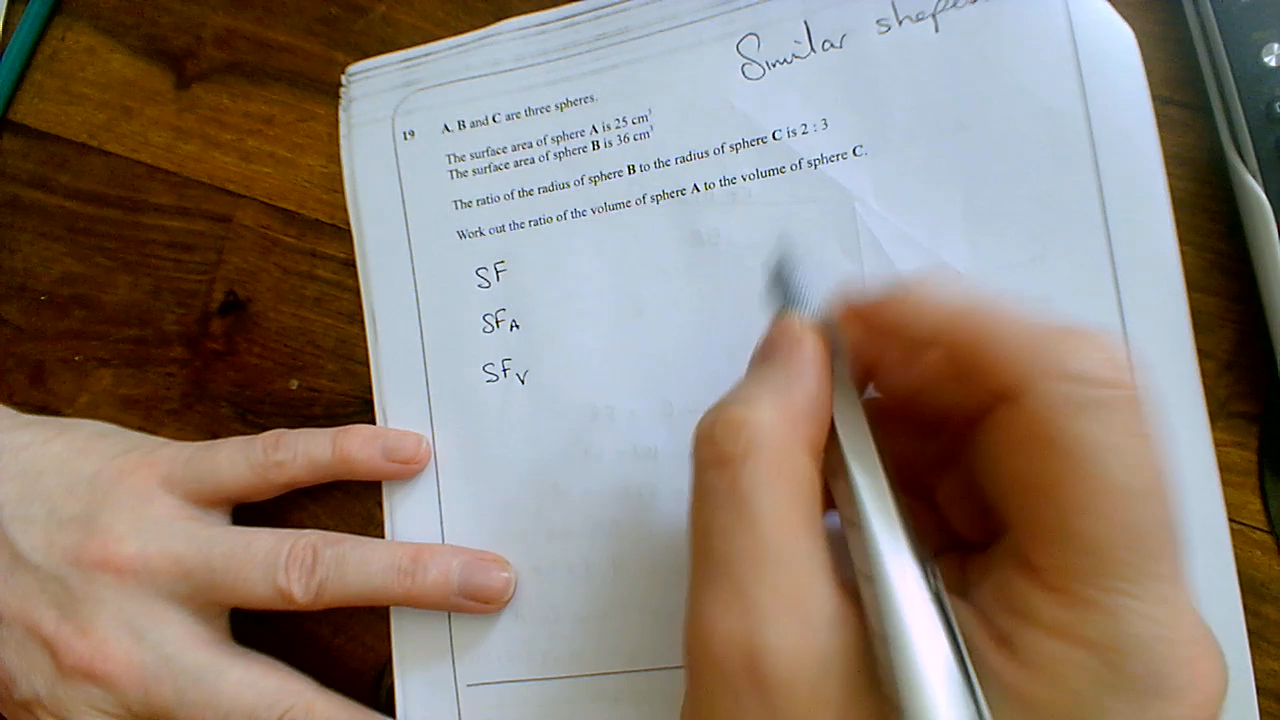 Similar shapes
19 A, B and C are three spheres.
The surface area of sphere A is 25 cm²
The surface area of sphere B is 36 cm²
The ratio of the radius of sphere B to the radius of sphere C is 2 : 3
Work out the ratio of the volume of sphere A to the volume of sphere C.
SF
SFA
SFV